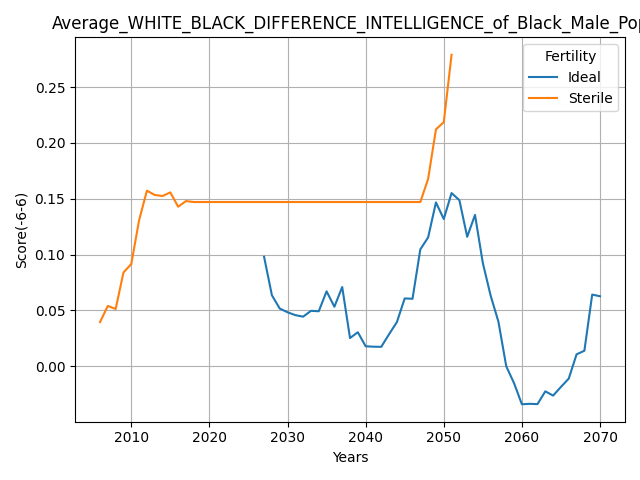 Average_WHITE_BLACK_DIFFERENCE_INTELLIGENCE_of_Black_Male_Pop
Fertility
Ideal
Sterile
Score(-6-6)
0.25
0.20
0.15
0.10
0.05
0.00
2010 2020 2030 2040 2050 2060 2070
Years